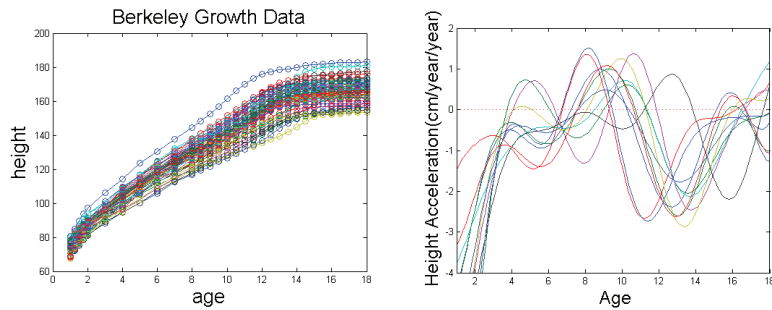 Berkeley Growth Data
height
200
180
160
140
120
100
80
60
0 2 4 6 8 10 12 14 16 18
age
Height Acceleration(cm/year/year)
2
1
0
-1
-2
-3
-4
2 4 6 8 10 12 14 16 18
Age